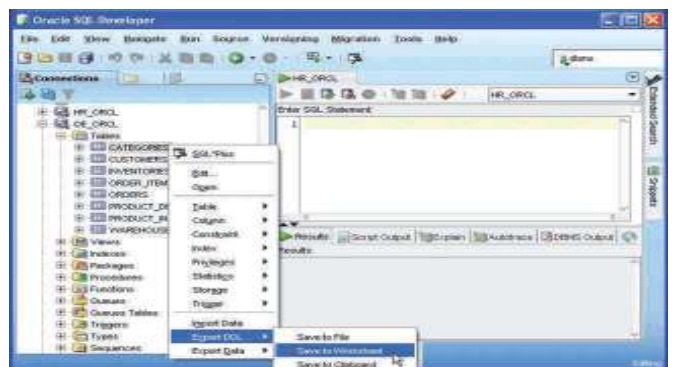 Oracle SQL Developer
File Edit View Navigate Run Source Versioning Migration Tools Help
Connections
HR_ORCL
HR_ORCL
Enter SQL Statement:
1
HR_ORCL
OE_ORCL
Tables
CATEGORIES
CUSTOMERS
INVENTORIES
ORDER_ITEM
ORDERS
PRODUCT_DE
PRODUCT_IN
WAREHOUSE
Views
Indexes
Packages
Procedures
Functions
Queues
Queues Tables
Triggers
Types
Sequences
SQL*Plus
Edit...
Open
Table
Column
Constraint
Index
Privileges
Statistics
Storage
Trigger
Import Data
Export DDL
Export Data
Save to File
Save to Worksheet
Save to Clipboard
Results Script Output Explain Autotrace DBMS Output
Results:
Extended Search
Snippets